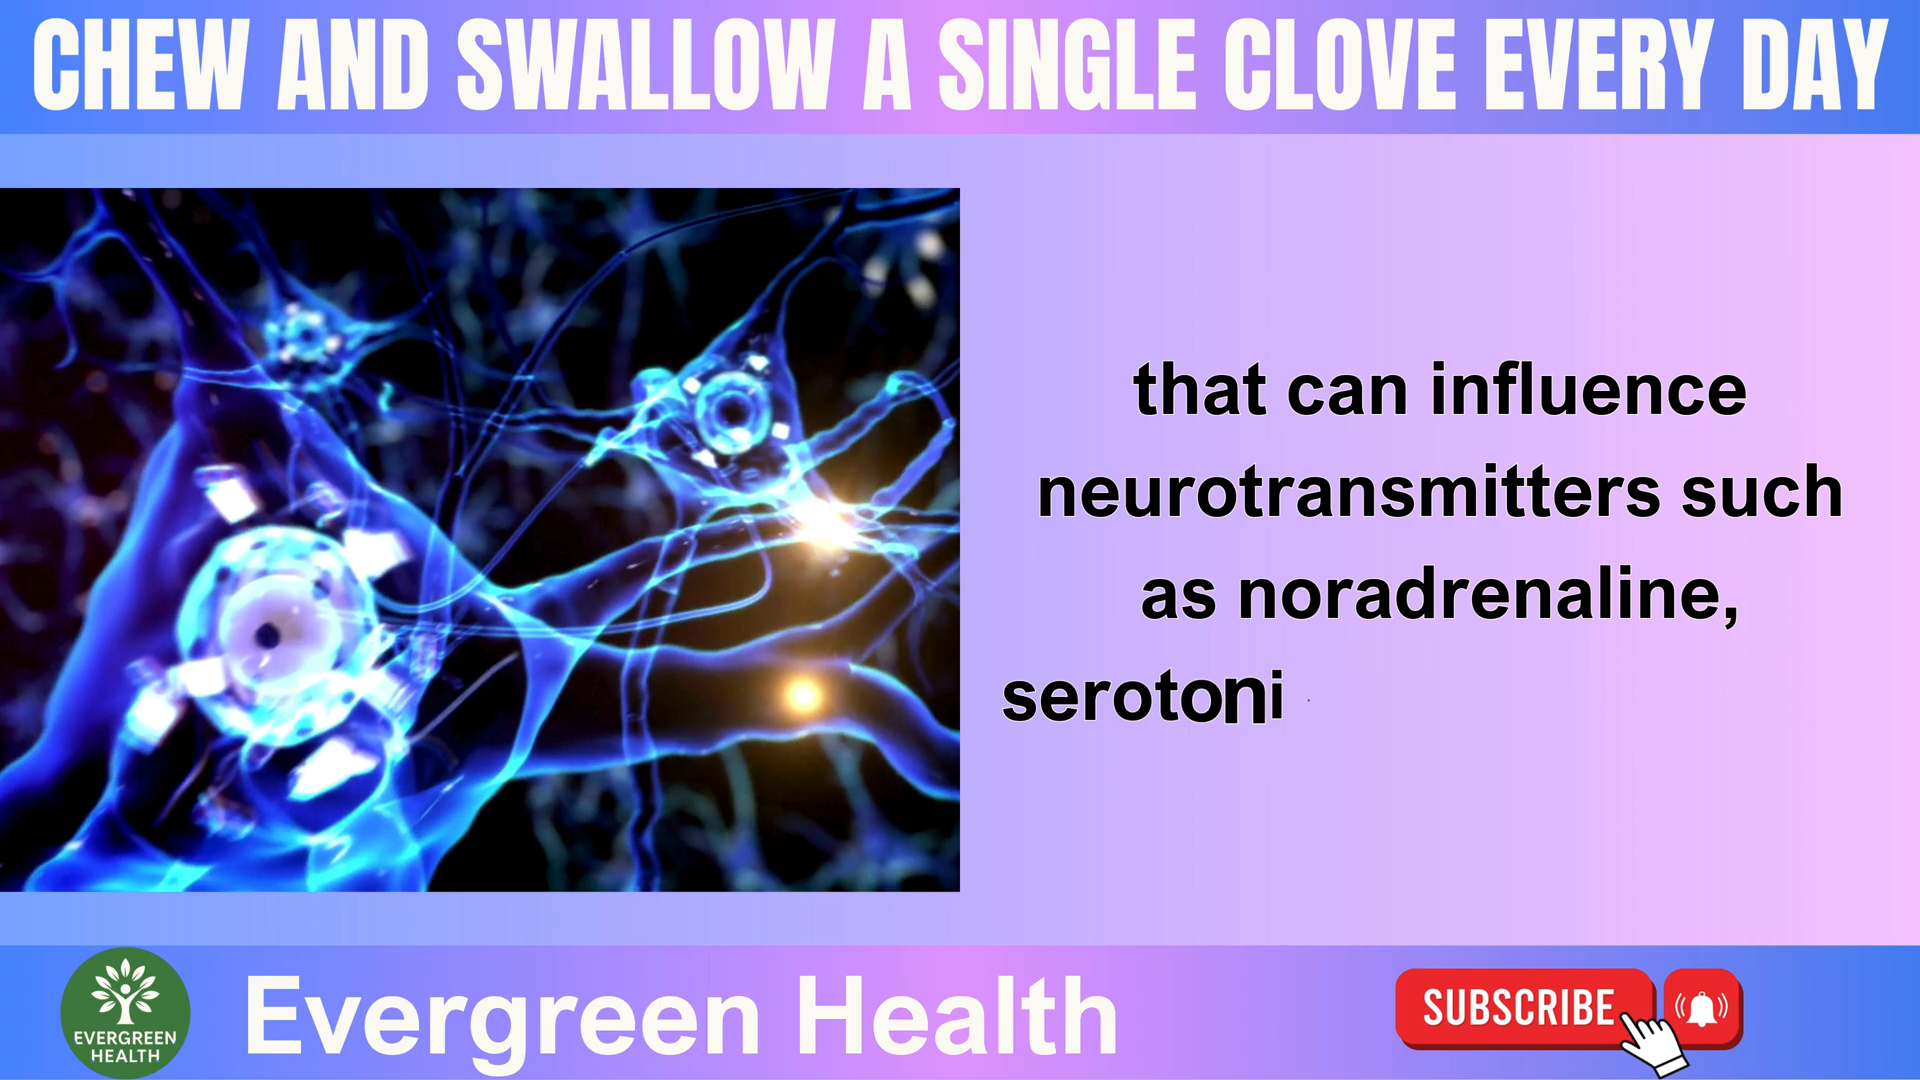 CHEW AND SWALLOW A SINGLE CLOVE EVERY DAY
that can influence
neurotransmitters such
as noradrenaline,
serotoni
EVERGREEN
HEALTH
Evergreen Health
SUBSCRIBE